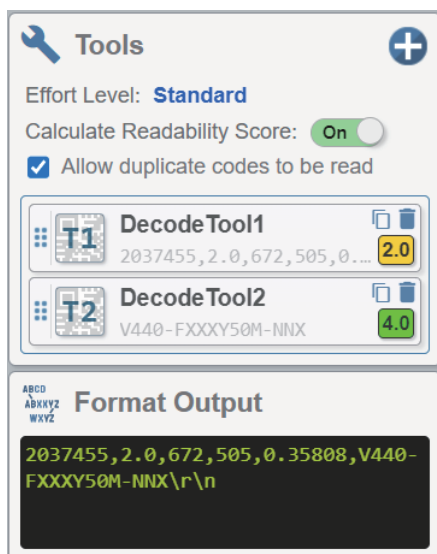 Tools
Effort Level: Standard
Calculate Readability Score: On
Allow duplicate codes to be read
T1 DecodeTool1
2037455,2.0,672,505,0.... 2.0
T2 DecodeTool2
V440-FXXXY50M-NNX 4.0
ABCD
ABXXYZ
WXYZ
Format Output
2037455,2.0,672,505,0.35808,V440-
FXXXY50M-NNX\r\n